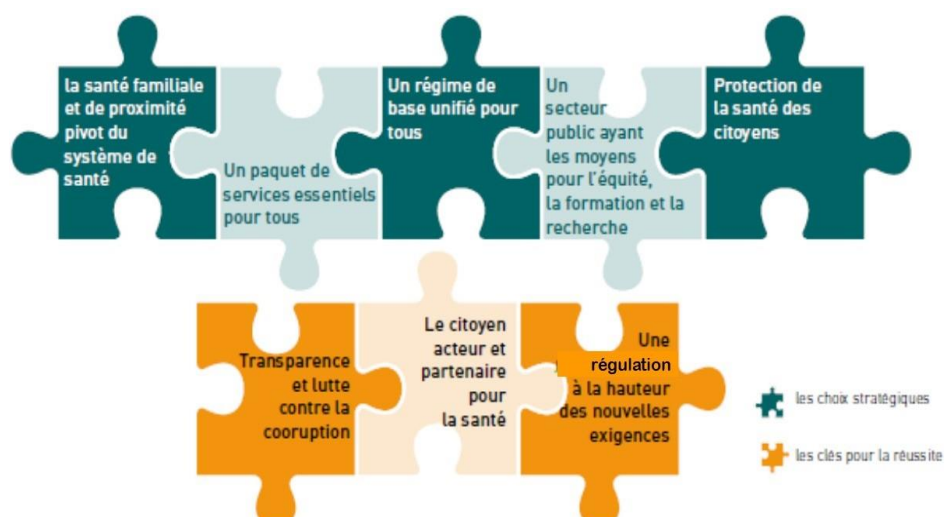 la santé familiale
et de proximité
pivot du
système de
santé
Un paquet de
services essentiels
pour tous
Un régime de
base unifié pour
tous
Un
secteur
public ayant
les moyens
pour l'équité,
la formation et la
recherche
Protection de
la santé des
citoyens
Transparence
et lutte
contre la
cooruption
Le citoyen
acteur et
partenaire
pour
la santé
Une
régulation
à la hauteur
des nouvelles
exigences
les choix stratégiques
les clés pour la réussite